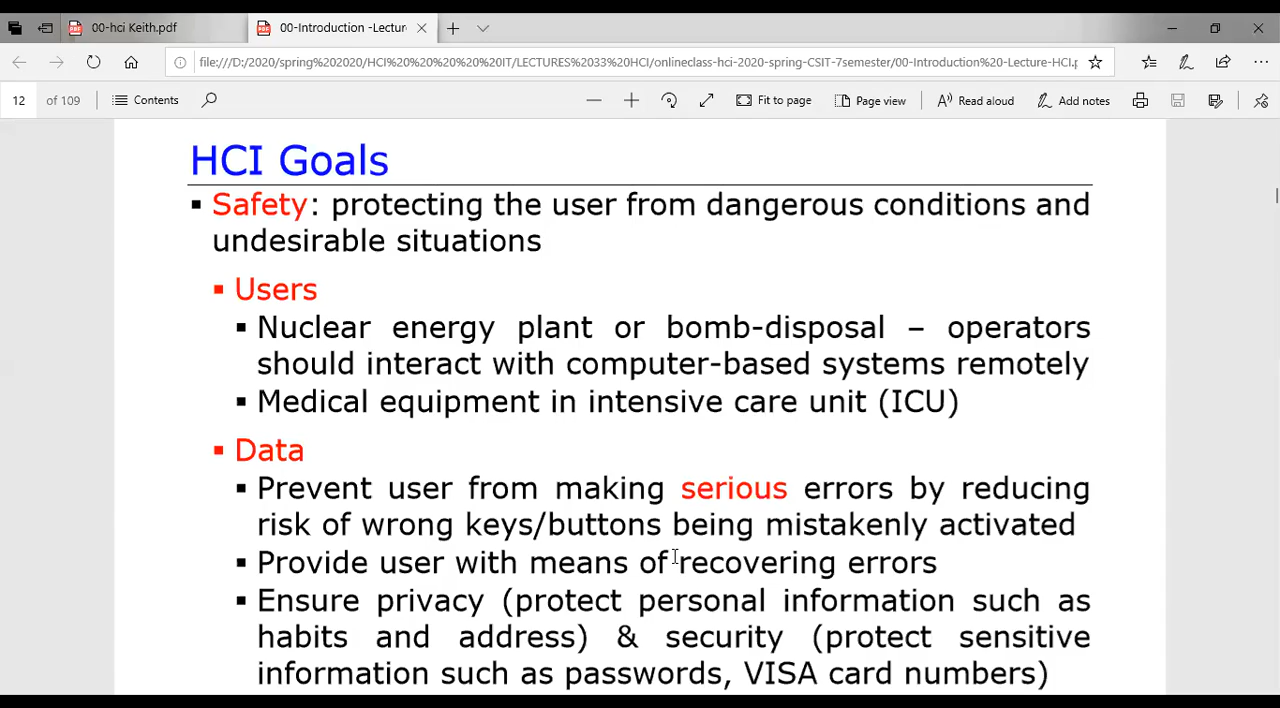 00-hci Keith.pdf
00-Introduction -Lectur
file:///D:/2020/spring%202020/HCI%20%20%20%20%20IT/LECTURES%2033%20HCI/onlineclass-hci-2020-spring-CSIT-7semester/00-Introduction%20-Lecture-HCI.p
12 of 109 Contents Fit to page Page view Read aloud Add notes
HCI Goals
▪ Safety: protecting the user from dangerous conditions and
undesirable situations
▪ Users
▪ Nuclear energy plant or bomb-disposal – operators
should interact with computer-based systems remotely
▪ Medical equipment in intensive care unit (ICU)
▪ Data
▪ Prevent user from making serious errors by reducing
risk of wrong keys/buttons being mistakenly activated
▪ Provide user with means of recovering errors
▪ Ensure privacy (protect personal information such as
habits and address) & security (protect sensitive
information such as passwords, VISA card numbers)